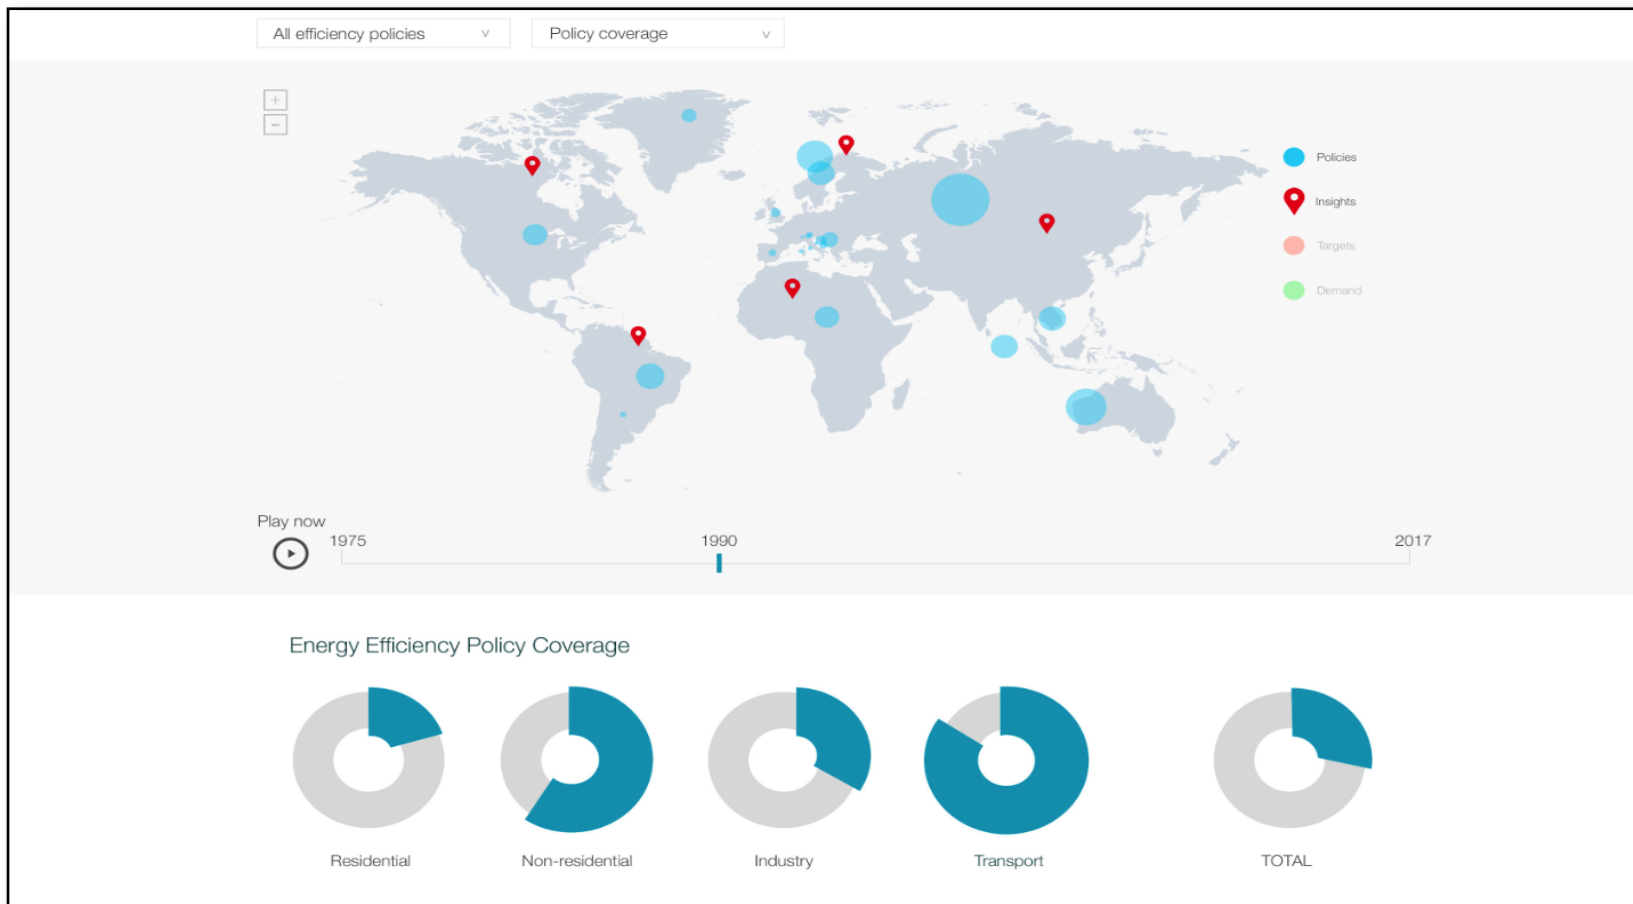 All efficiency policies
Policy coverage
+
−
Policies
Insights
Targets
Demand
Play now
1975
1990
2017
Energy Efficiency Policy Coverage
Residential
Non-residential
Industry
Transport
TOTAL